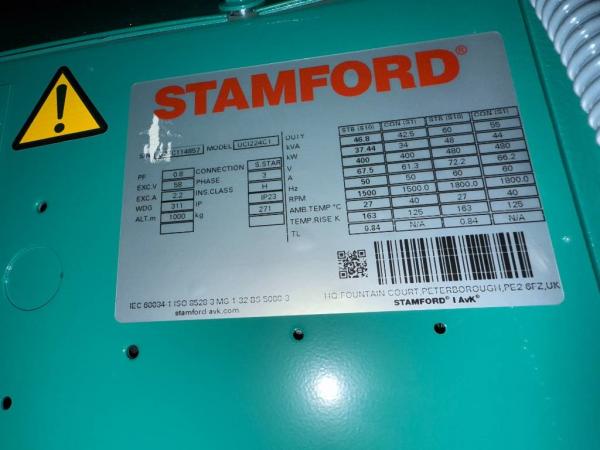 STAMFORD®
MODEL UCI224C1
PF 0.8 CONNECTION S.STAR
EXC.V 58 PHASE 3
EXC.A 2.2 INS.CLASS H
WDG 311 IP IP23
ALT.m 1000 kg 271
DUTY STB (S10) CON (S1) STB (S10) CON (S1)
kVA 46.8 42.5 60 55
kW 37.44 34 48 44
V 400 400 480 480
A 67.5 61.3 72.2 66.2
Hz 50 50 60 60
RPM 1500 1500.0 1800.0 1800.0
AMB.TEMP °C 27 40 27 40
TEMP.RISE K 163 125 163 125
TL 0.84 N/A 0.84 N/A
IEC 60034-1 ISO 8528-3 MG 1-32 BS 5000-3
stamford-avk.com
HQ:FOUNTAIN COURT,PETERBOROUGH,PE2 6FZ,UK
STAMFORD® | AvK®